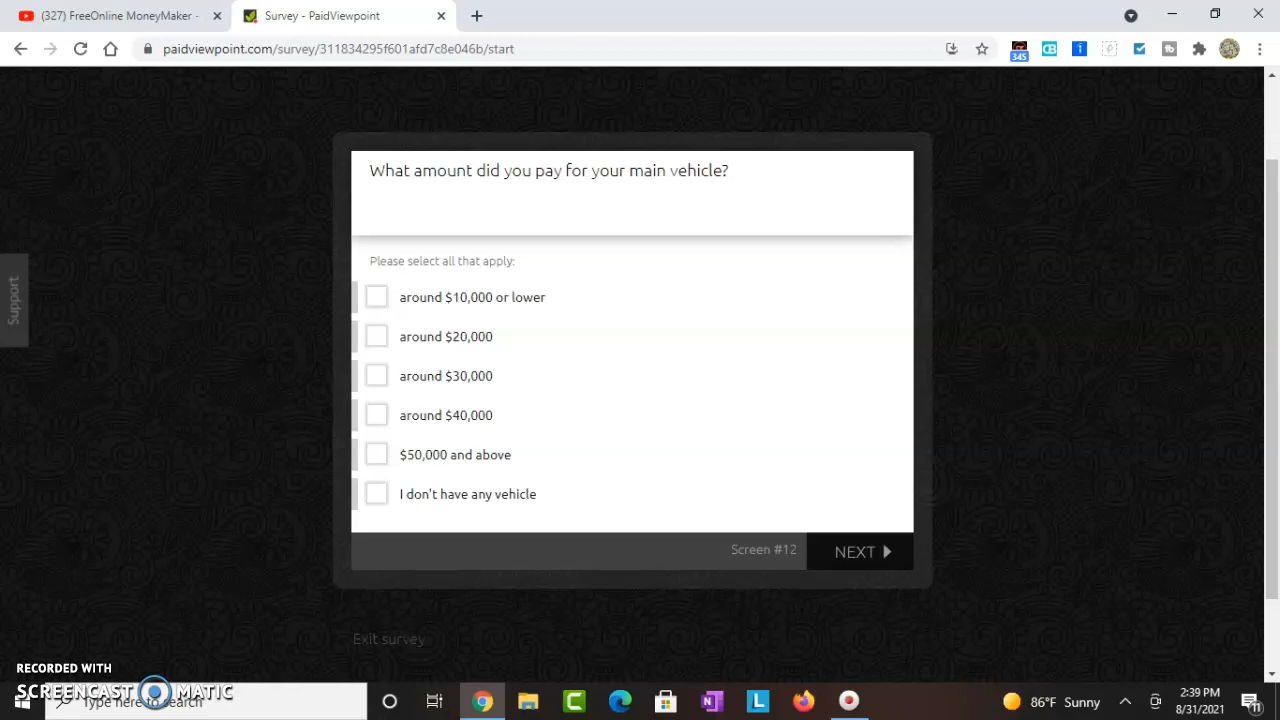 (327) FreeOnline MoneyMaker -
Survey - PaidViewpoint
paidviewpoint.com/survey/311834295f601afd7c8e046b/start
345
CB
What amount did you pay for your main vehicle?
Please select all that apply:
around $10,000 or lower
around $20,000
around $30,000
around $40,000
$50,000 and above
I don't have any vehicle
Screen #12
NEXT
Support
Exit survey
RECORDED WITH
SCREENCAST MATIC
Type here to search
86°F Sunny
2:39 PM
8/31/2021
11